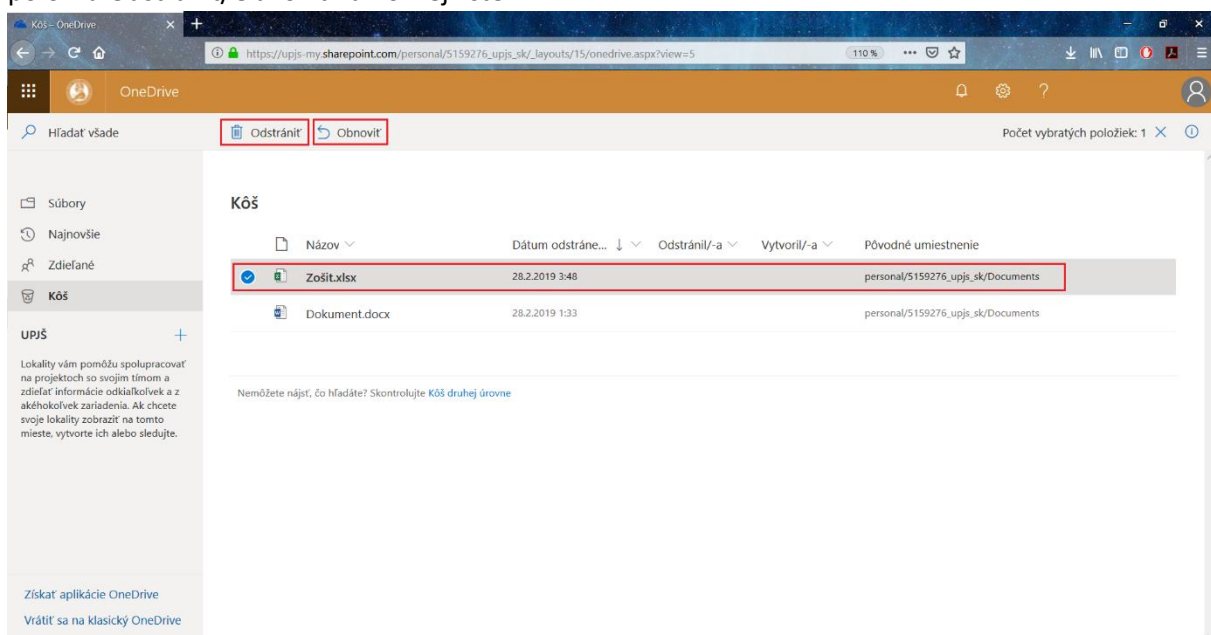 Kôš – OneDrive
https://upjs-my.sharepoint.com/personal/5159276_upjs_sk/_layouts/15/onedrive.aspx?view=5
110 %
OneDrive
?
Hľadať všade
Odstrániť
Obnoviť
Počet vybratých položiek: 1
Súbory
Najnovšie
Zdieľané
Kôš
UPJŠ
Lokality vám pomôžu spolupracovať
na projektoch so svojim tímom a
zdieľať informácie odkiaľkoľvek a z
akéhokoľvek zariadenia. Ak chcete
svoje lokality zobraziť na tomto
mieste, vytvorte ich alebo sledujte.
Získať aplikácie OneDrive
Vrátiť sa na klasický OneDrive
Kôš
Názov Dátum odstráne... Odstránil/-a Vytvoril/-a Pôvodné umiestnenie
Zošit.xlsx 28.2.2019 3:48 personal/5159276_upjs_sk/Documents
Dokument.docx 28.2.2019 1:33 personal/5159276_upjs_sk/Documents
Nemôžete nájsť, čo hľadáte? Skontrolujte Kôš druhej úrovne